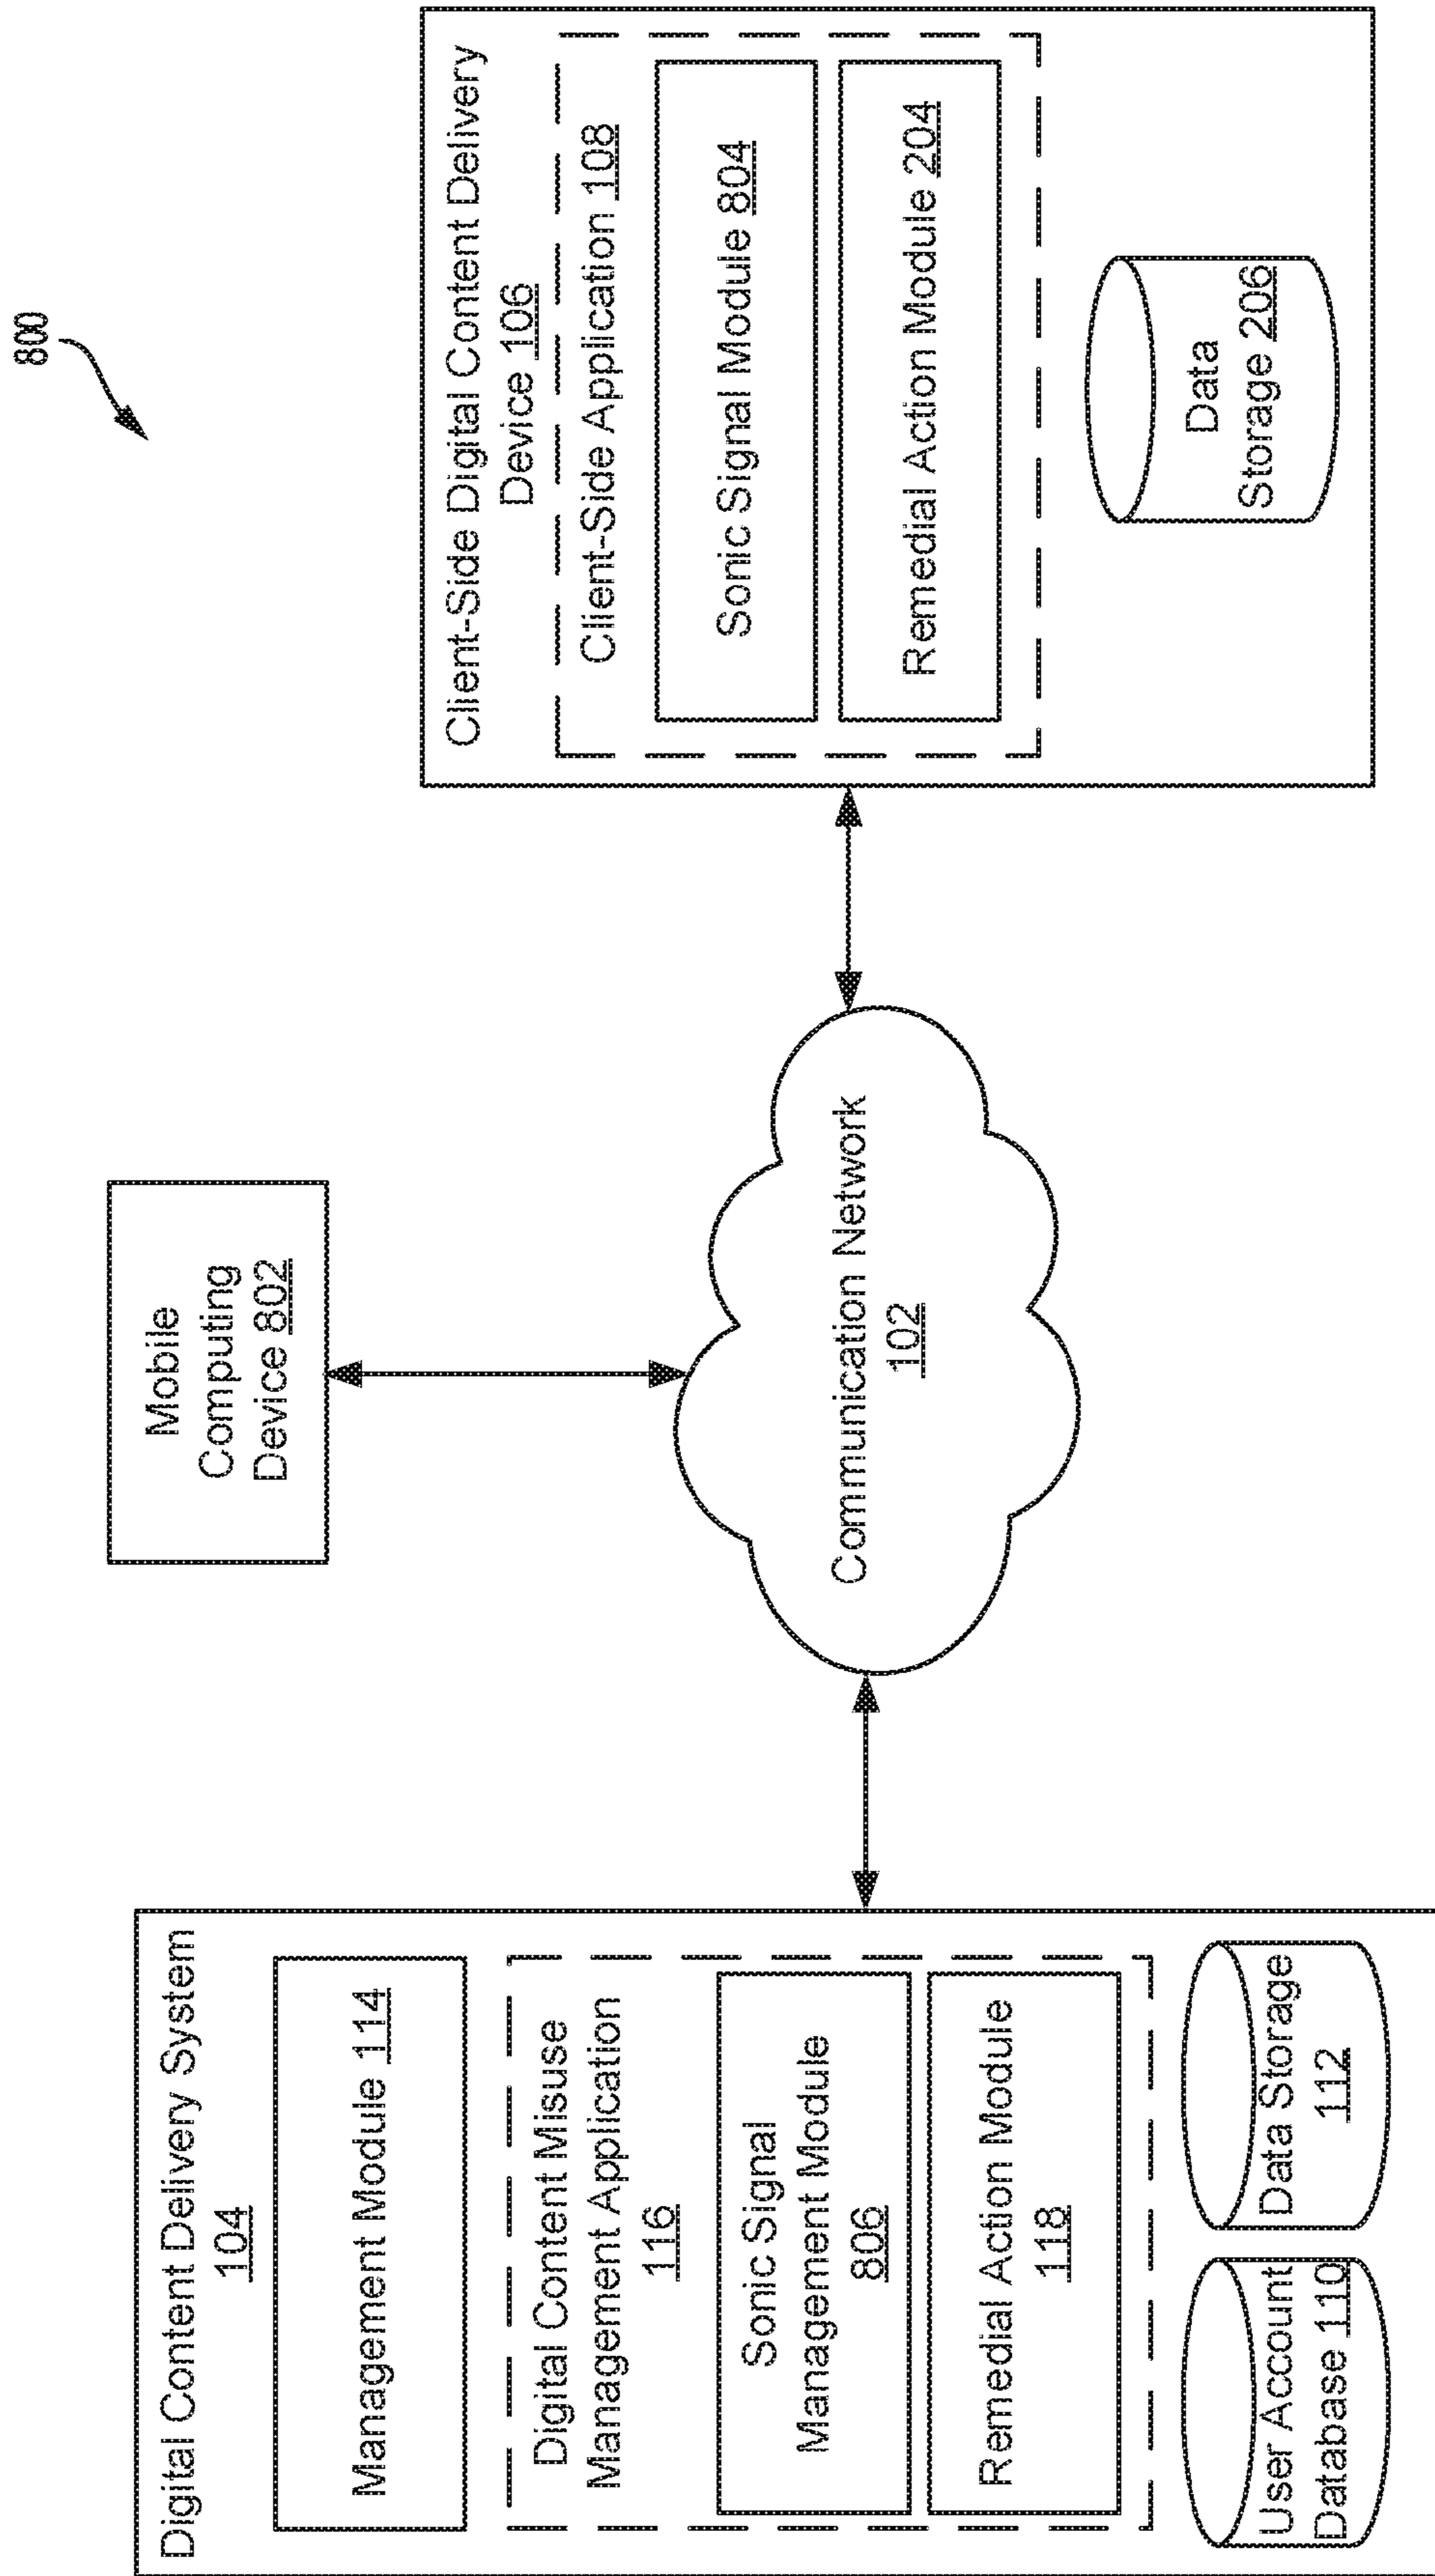 800
Digital Content Delivery System
104
Management Module 114
Digital Content Misuse
Management Application
116
Sonic Signal
Management Module
806
Remedial Action Module
118
User Account
Database 110
Data Storage
112
Mobile
Computing
Device 802
Communication Network
102
Client-Side Digital Content Delivery
Device 106
Client-Side Application 108
Sonic Signal Module 804
Remedial Action Module 204
Data
Storage 206